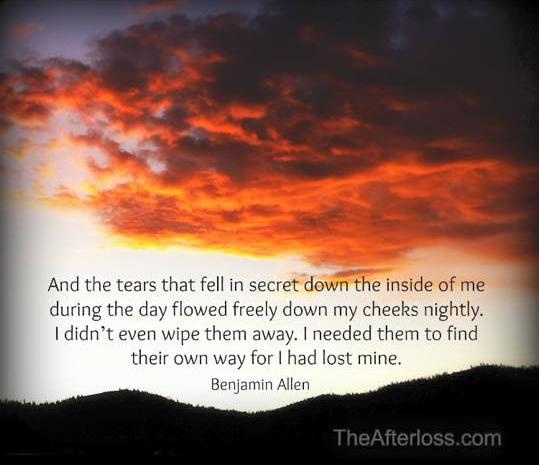 And the tears that fell in secret down the inside of me
during the day flowed freely down my cheeks nightly.
I didn't even wipe them away. I needed them to find
their own way for I had lost mine.
Benjamin Allen
TheAfterloss.com